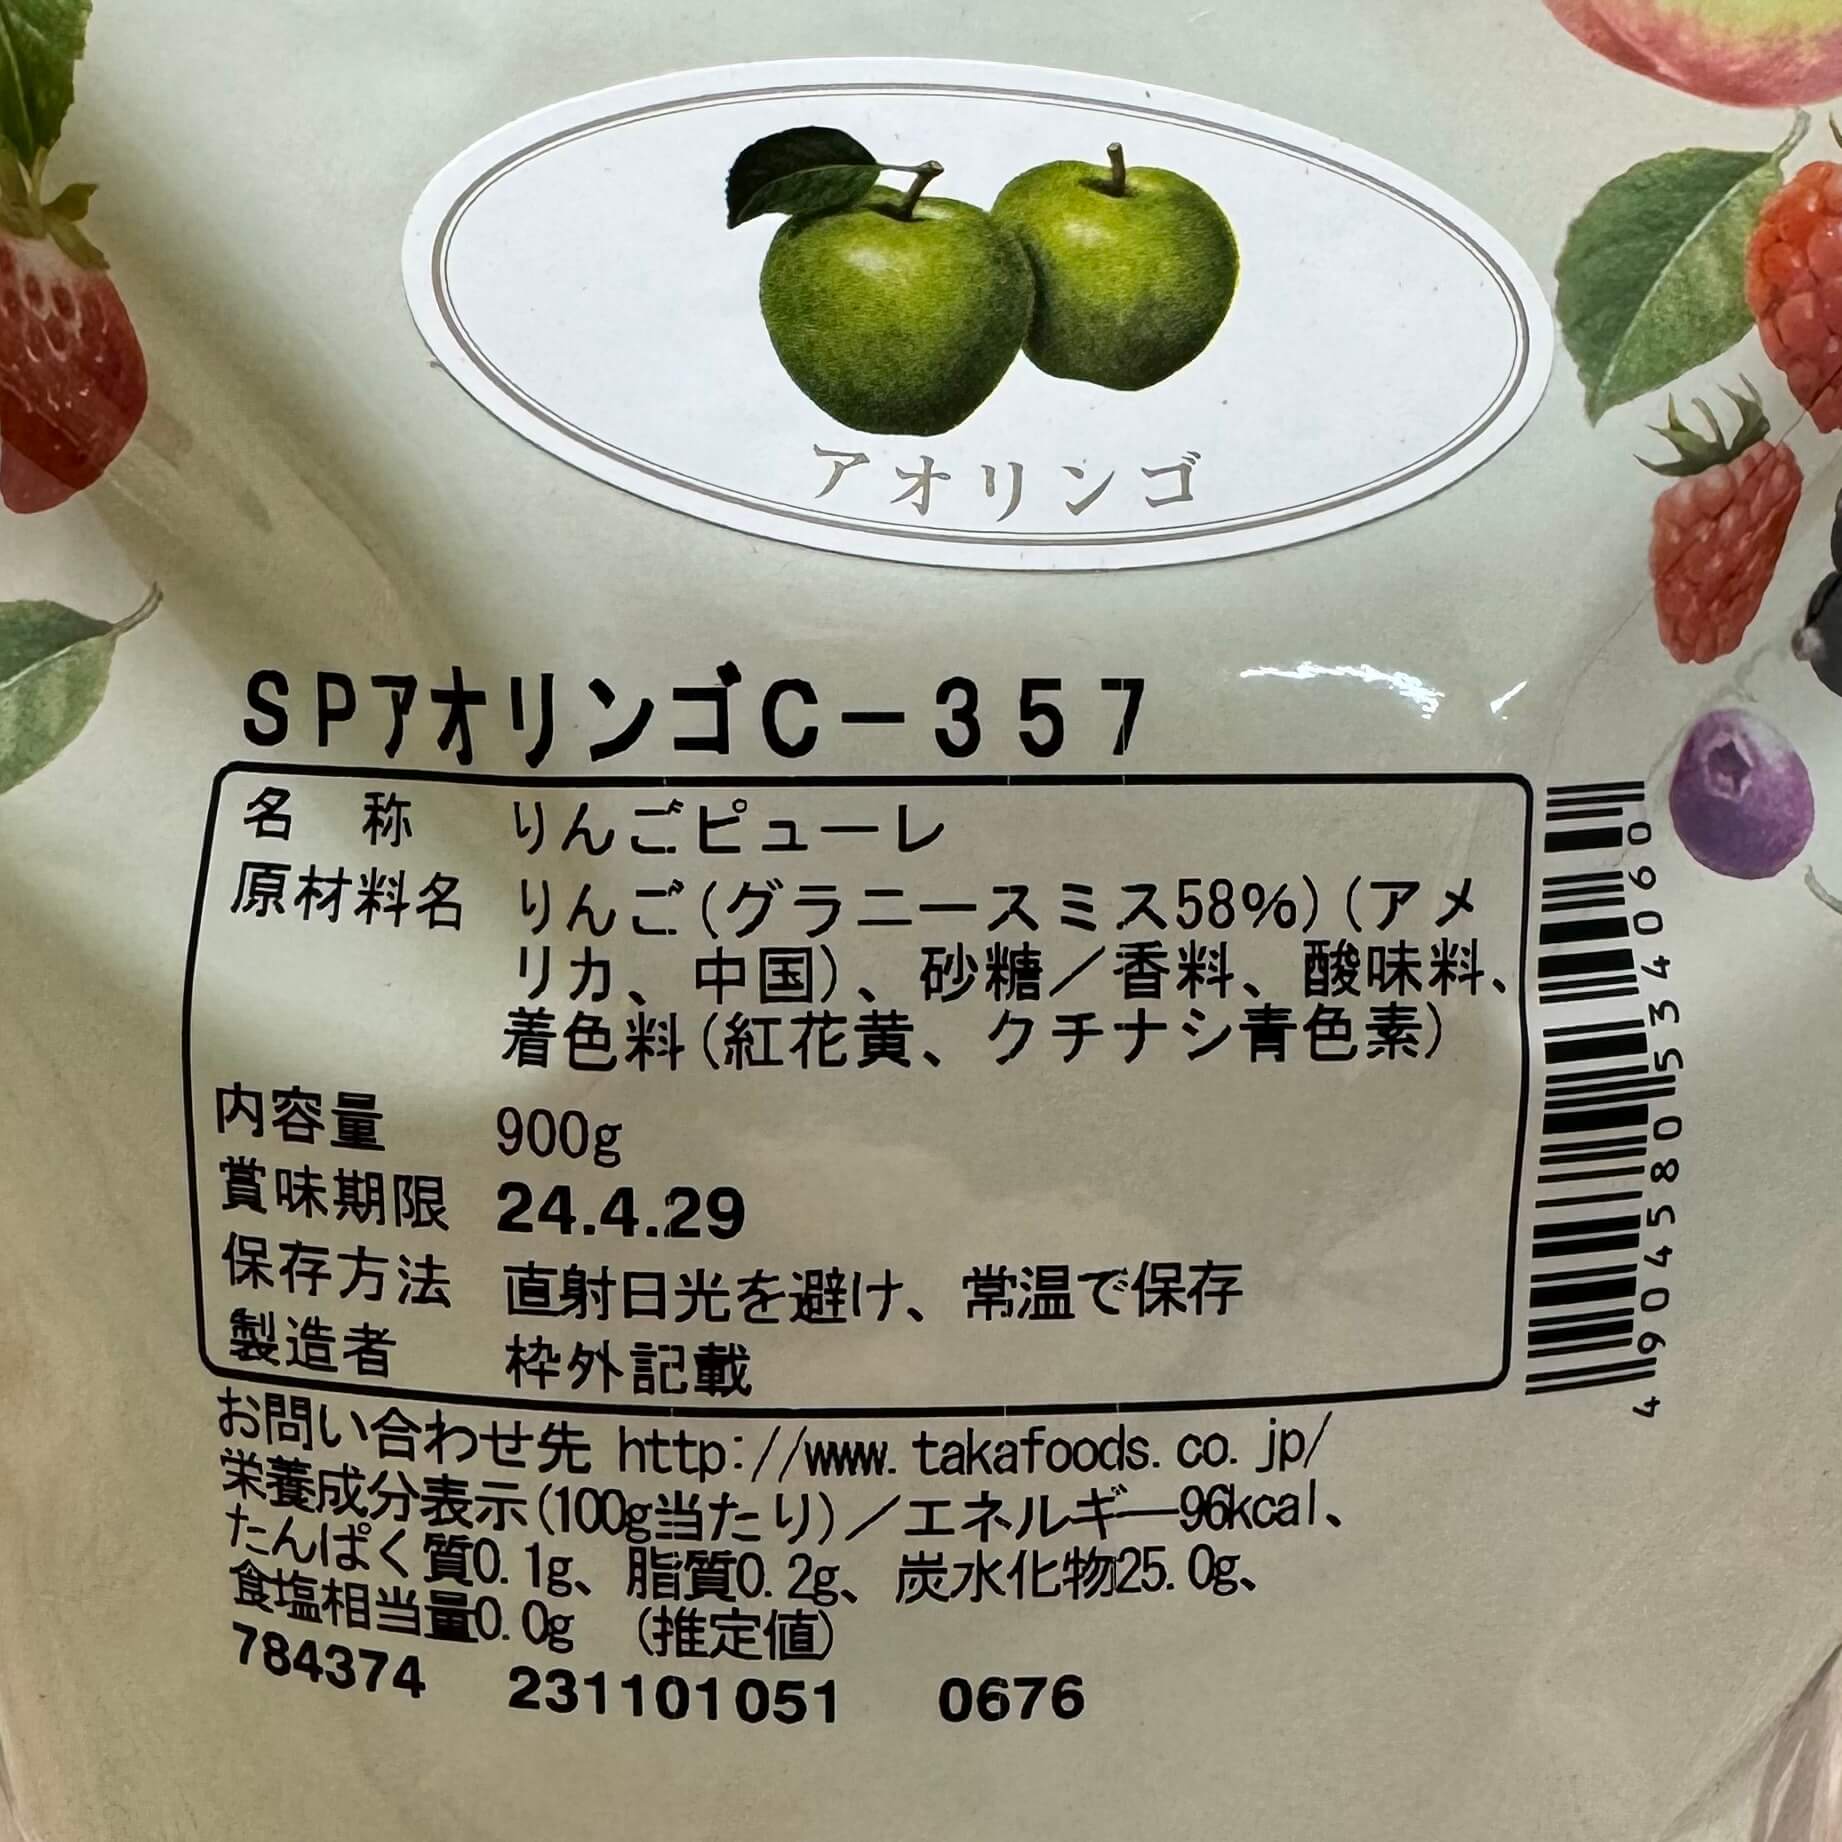 アオリンゴ
SPアオリンゴC-357
名 称 りんごピューレ
原材料名 りんご(グラニースミス58%)(アメ
リカ、中国)、砂糖/香料、酸味料、
着色料(紅花黄、クチナシ青色素)
内容量 900g
賞味期限 24.4.29
保存方法 直射日光を避け、常温で保存
製造者 枠外記載
お問い合わせ先 http://www.takafoods.co.jp/
栄養成分表示(100g当たり)/エネルギー96kcal、
たんぱく質0.1g、脂質0.2g、炭水化物25.0g、
食塩相当量0.0g (推定値)
784374 231101051 0676
4904580534060